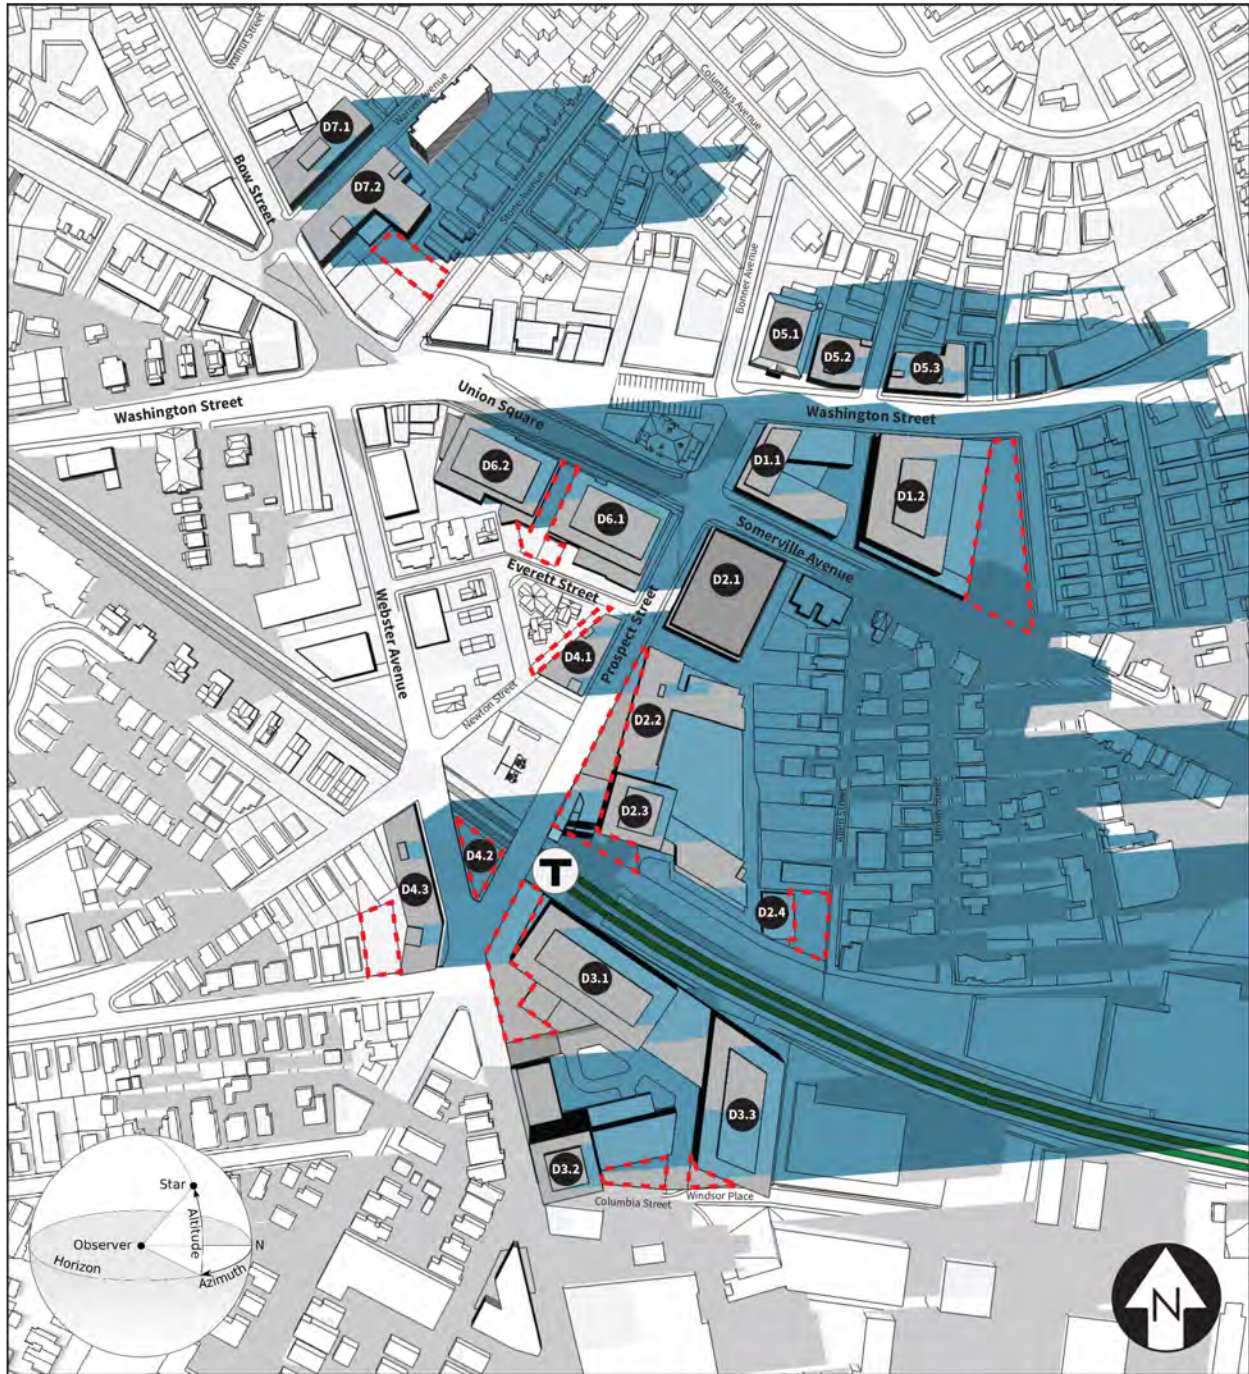 Walnut Street
Warren Avenue
Columbus Avenue
D7.1
Bow Street
D7.2
Stone Avenue
Bonner Avenue
D5.1
D5.2
D5.3
Washington Street
Union Square
Washington Street
D6.2
D1.1
D1.2
D6.1
Somerville Avenue
Everett Street
D2.1
Prospect Street
Webster Avenue
D4.1
Newton Street
D2.2
D2.3
D4.2
T
D4.3
D2.4
D3.1
D3.3
D3.2
Columbia Street
Windsor Place
Star
Altitude
Observer
N
Horizon
Azimuth
N